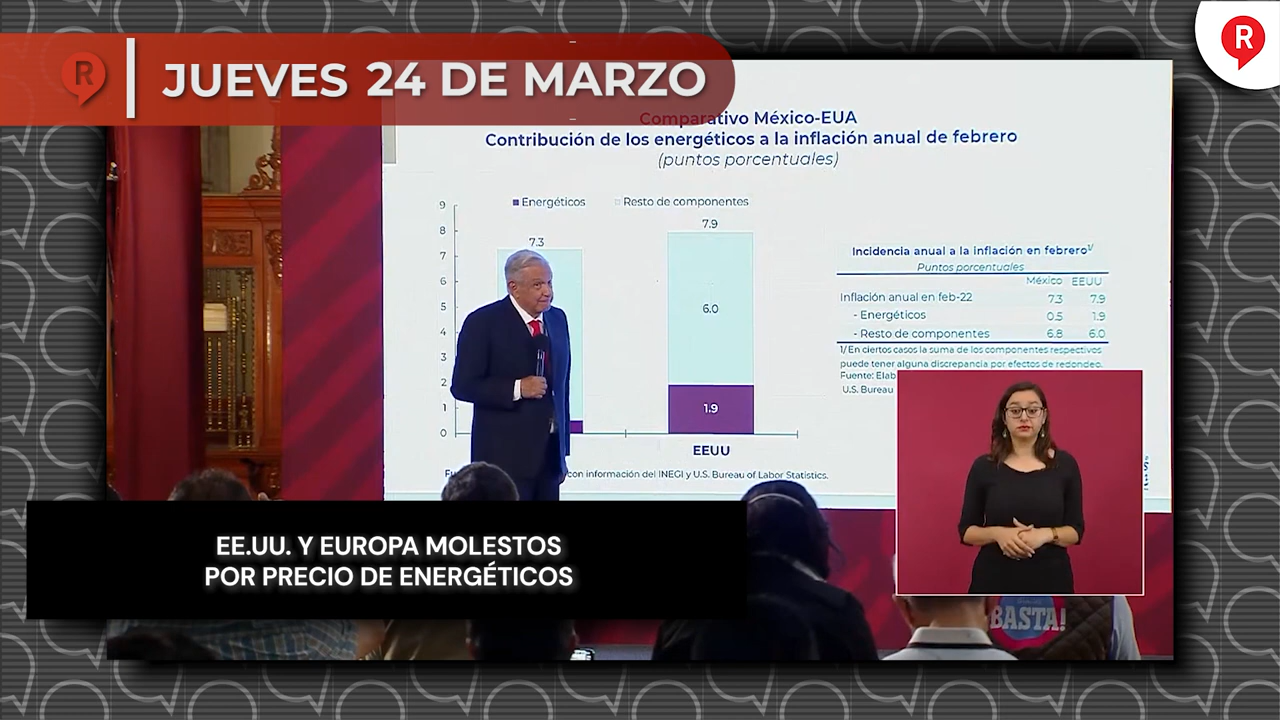 R
R
JUEVES 24 DE MARZO
Comparativo México-EUA
Contribución de los energéticos a la inflación anual de febrero
(puntos porcentuales)
Energéticos Resto de componentes
9
8
7
6
5
4
3
2
1
0
7.3
7.9
6.0
1.9
EEUU
con información del INEGI y U.S. Bureau of Labor Statistics.
Incidencia anual a la inflación en febrero1/
Puntos porcentuales
México EEUU
Inflación anual en feb-22 7.3 7.9
- Energéticos 0.5 1.9
- Resto de componentes 6.8 6.0
1/ En ciertos casos la suma de los componentes respectivos
puede tener alguna discrepancia por efectos de redondeo.
Fuente:
U.S. Bureau
EE.UU. Y EUROPA MOLESTOS
POR PRECIO DE ENERGÉTICOS
BASTA!